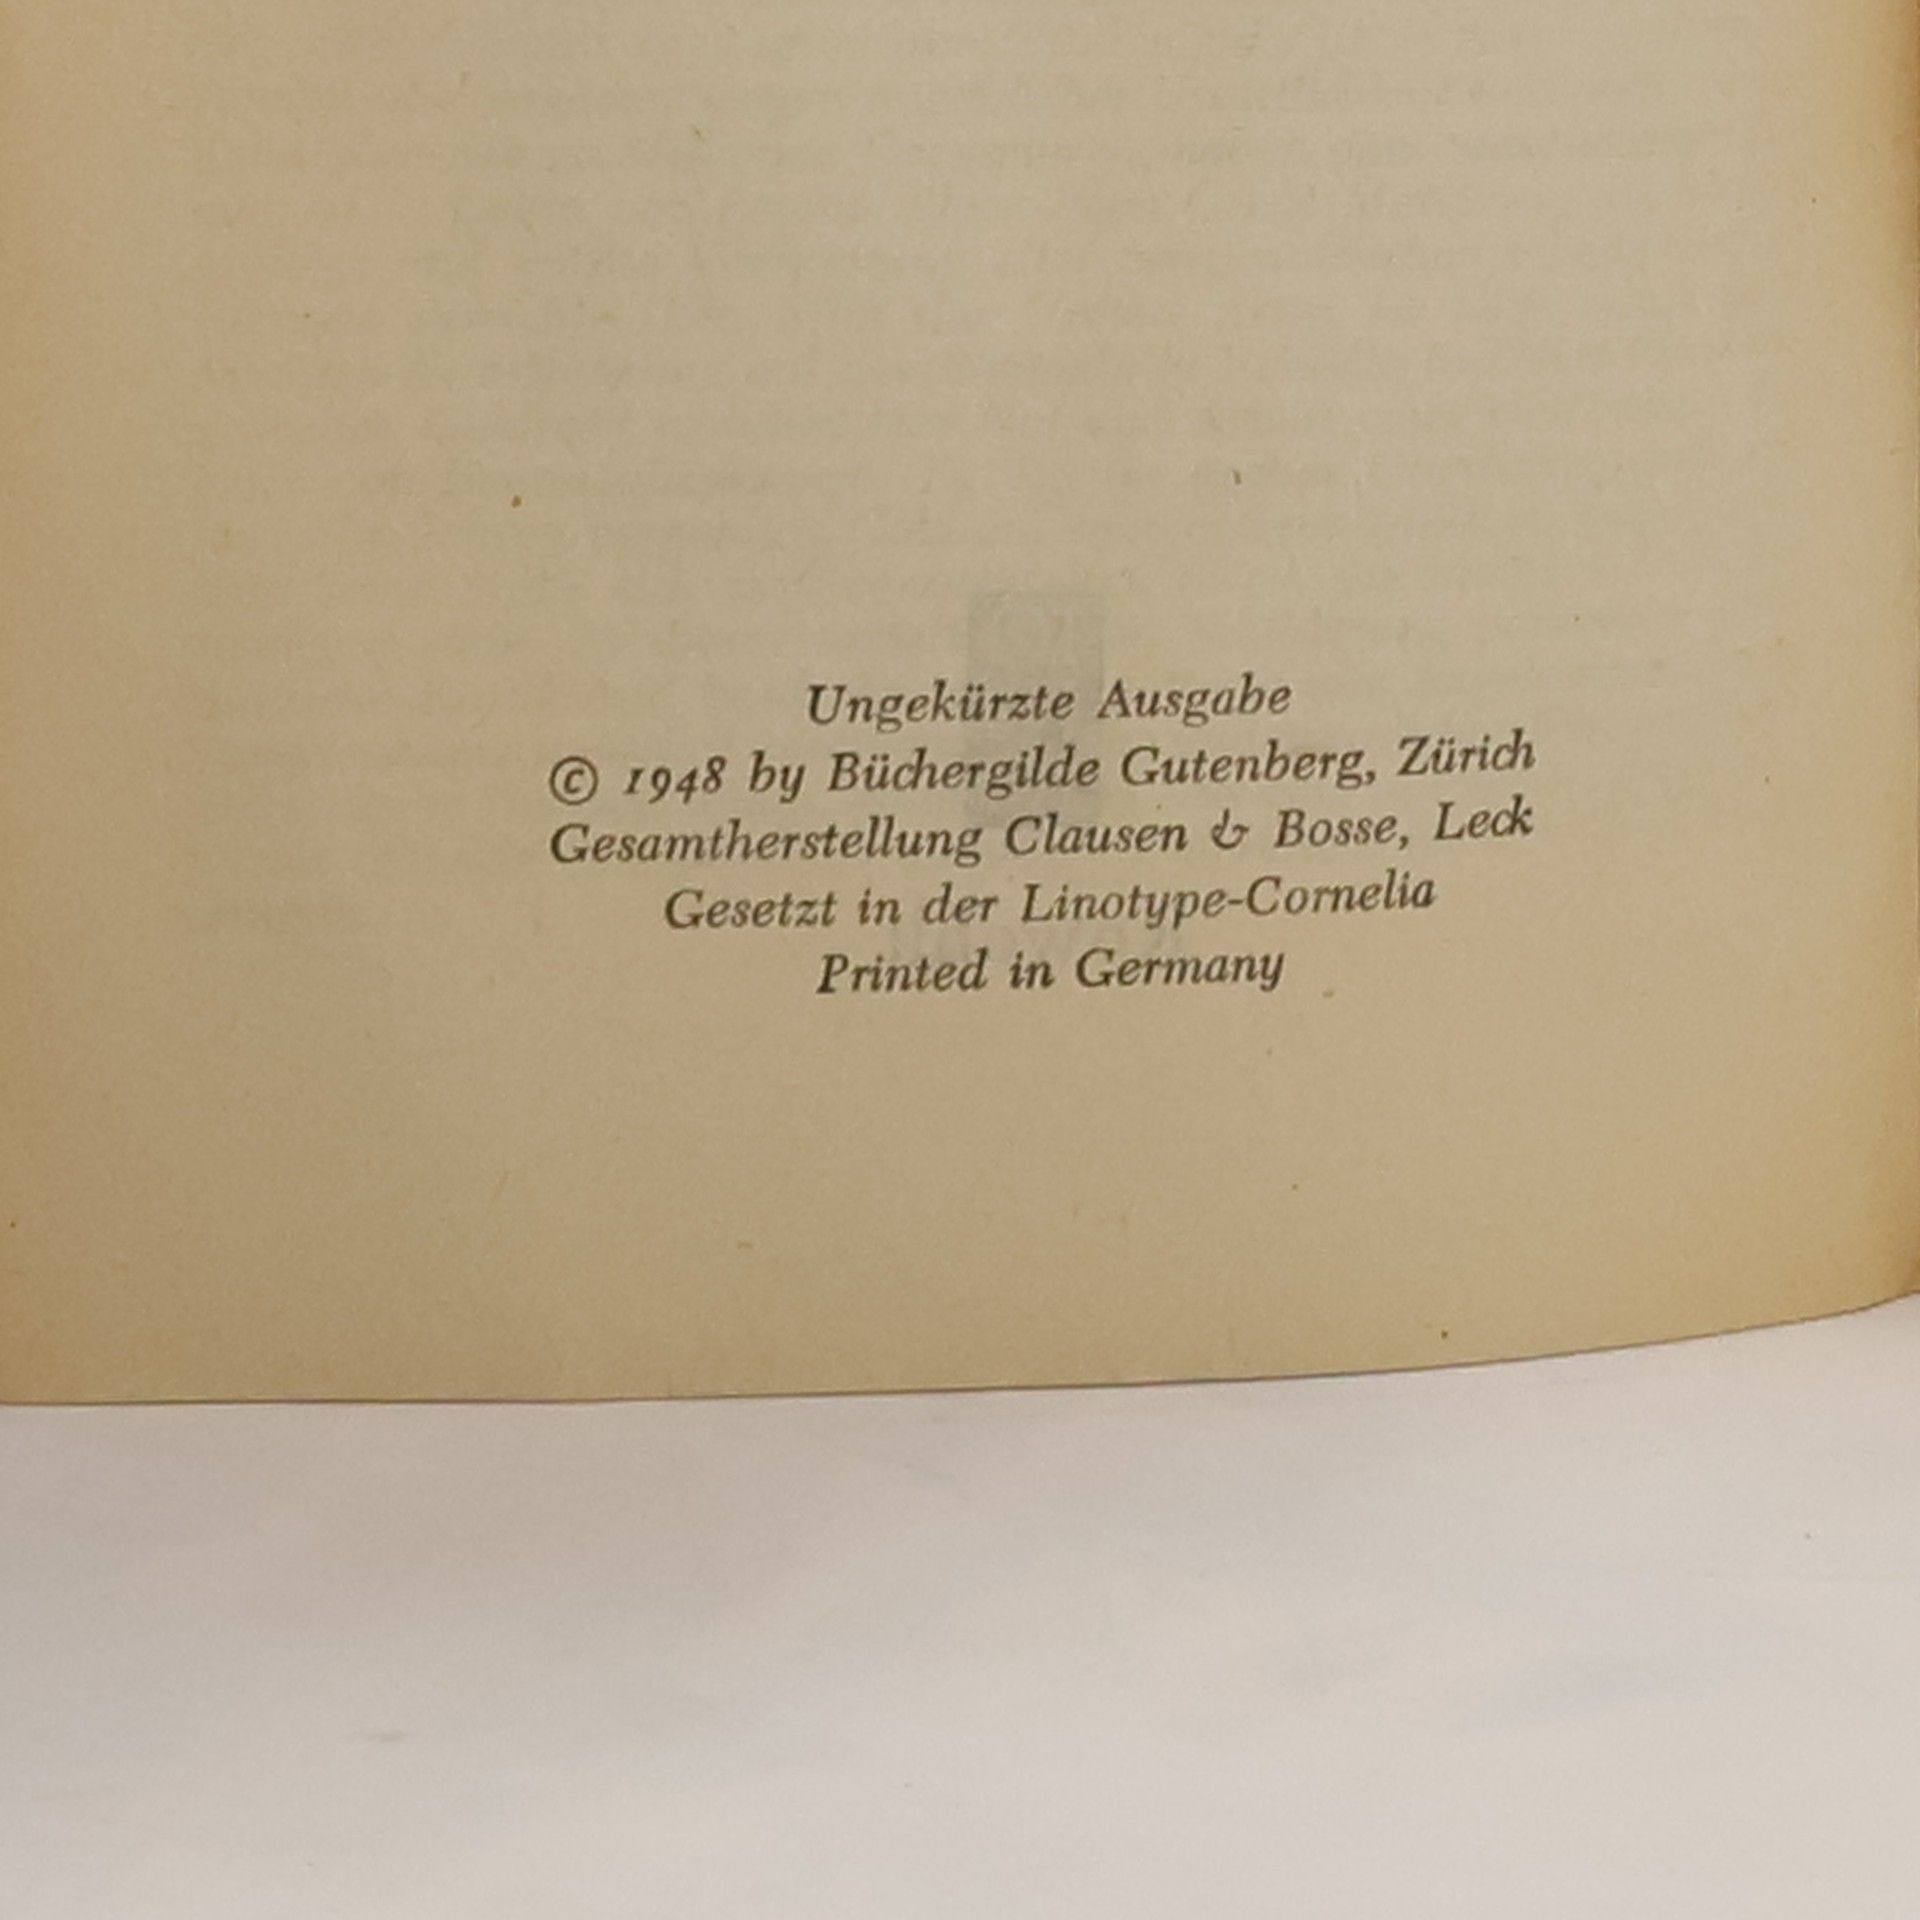 Ungekürzte Ausgabe
© 1948 by Büchergilde Gutenberg, Zürich
Gesamtherstellung Clausen & Bosse, Leck
Gesetzt in der Linotype-Cornelia
Printed in Germany